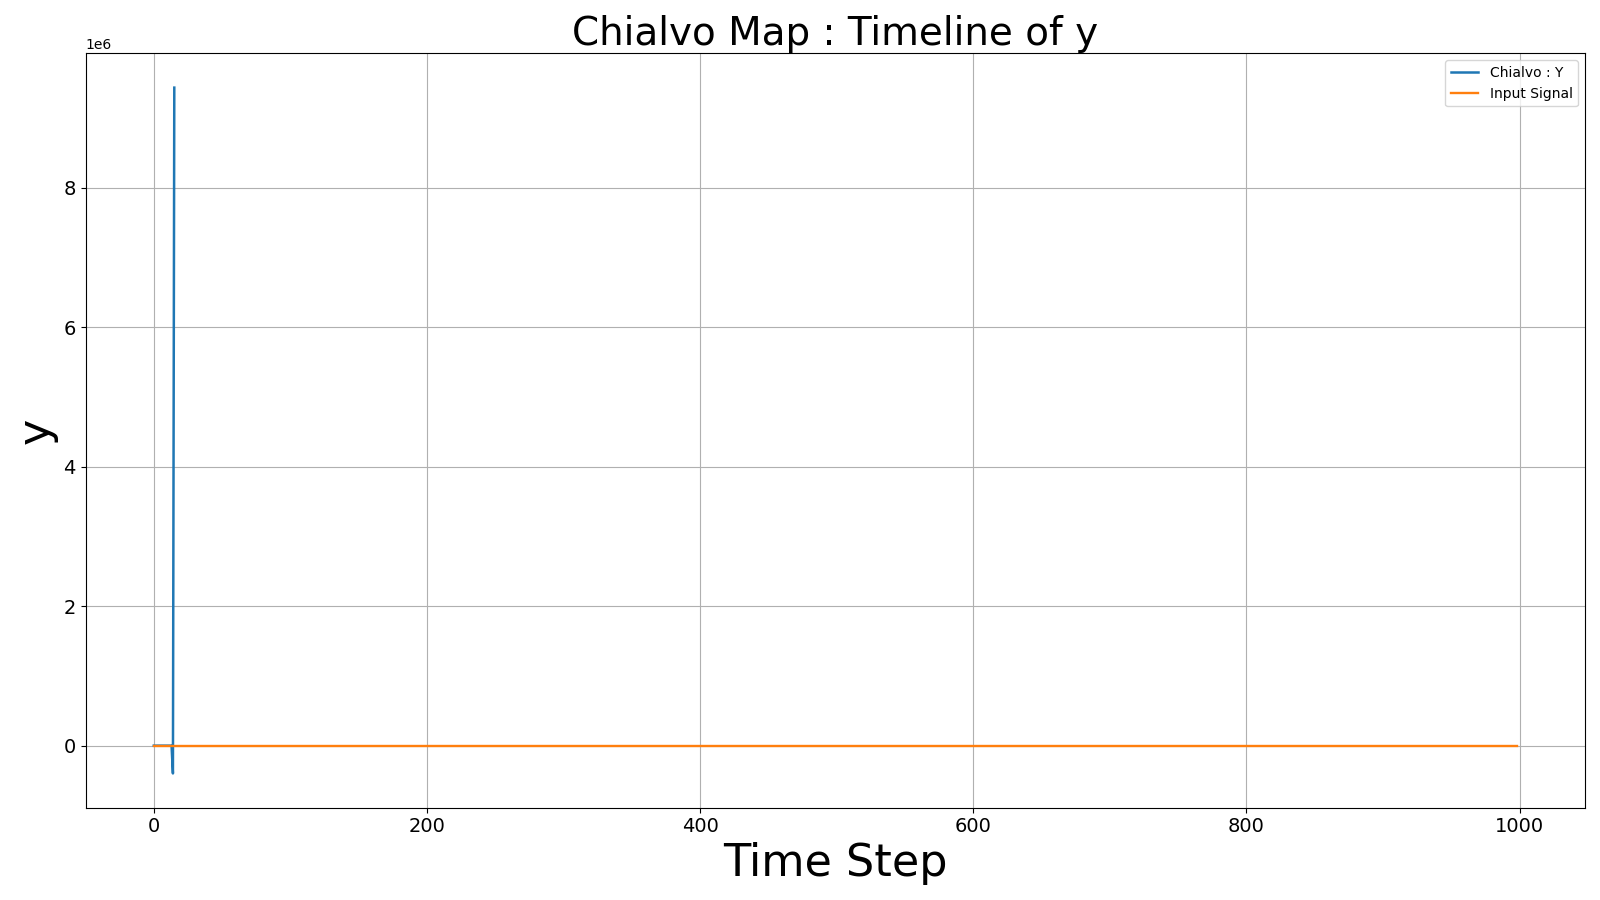 Chialvo Map : Timeline of y
1e6
Chialvo : Y
Input Signal
8
6
4
2
0
y
0 200 400 600 800 1000
Time Step